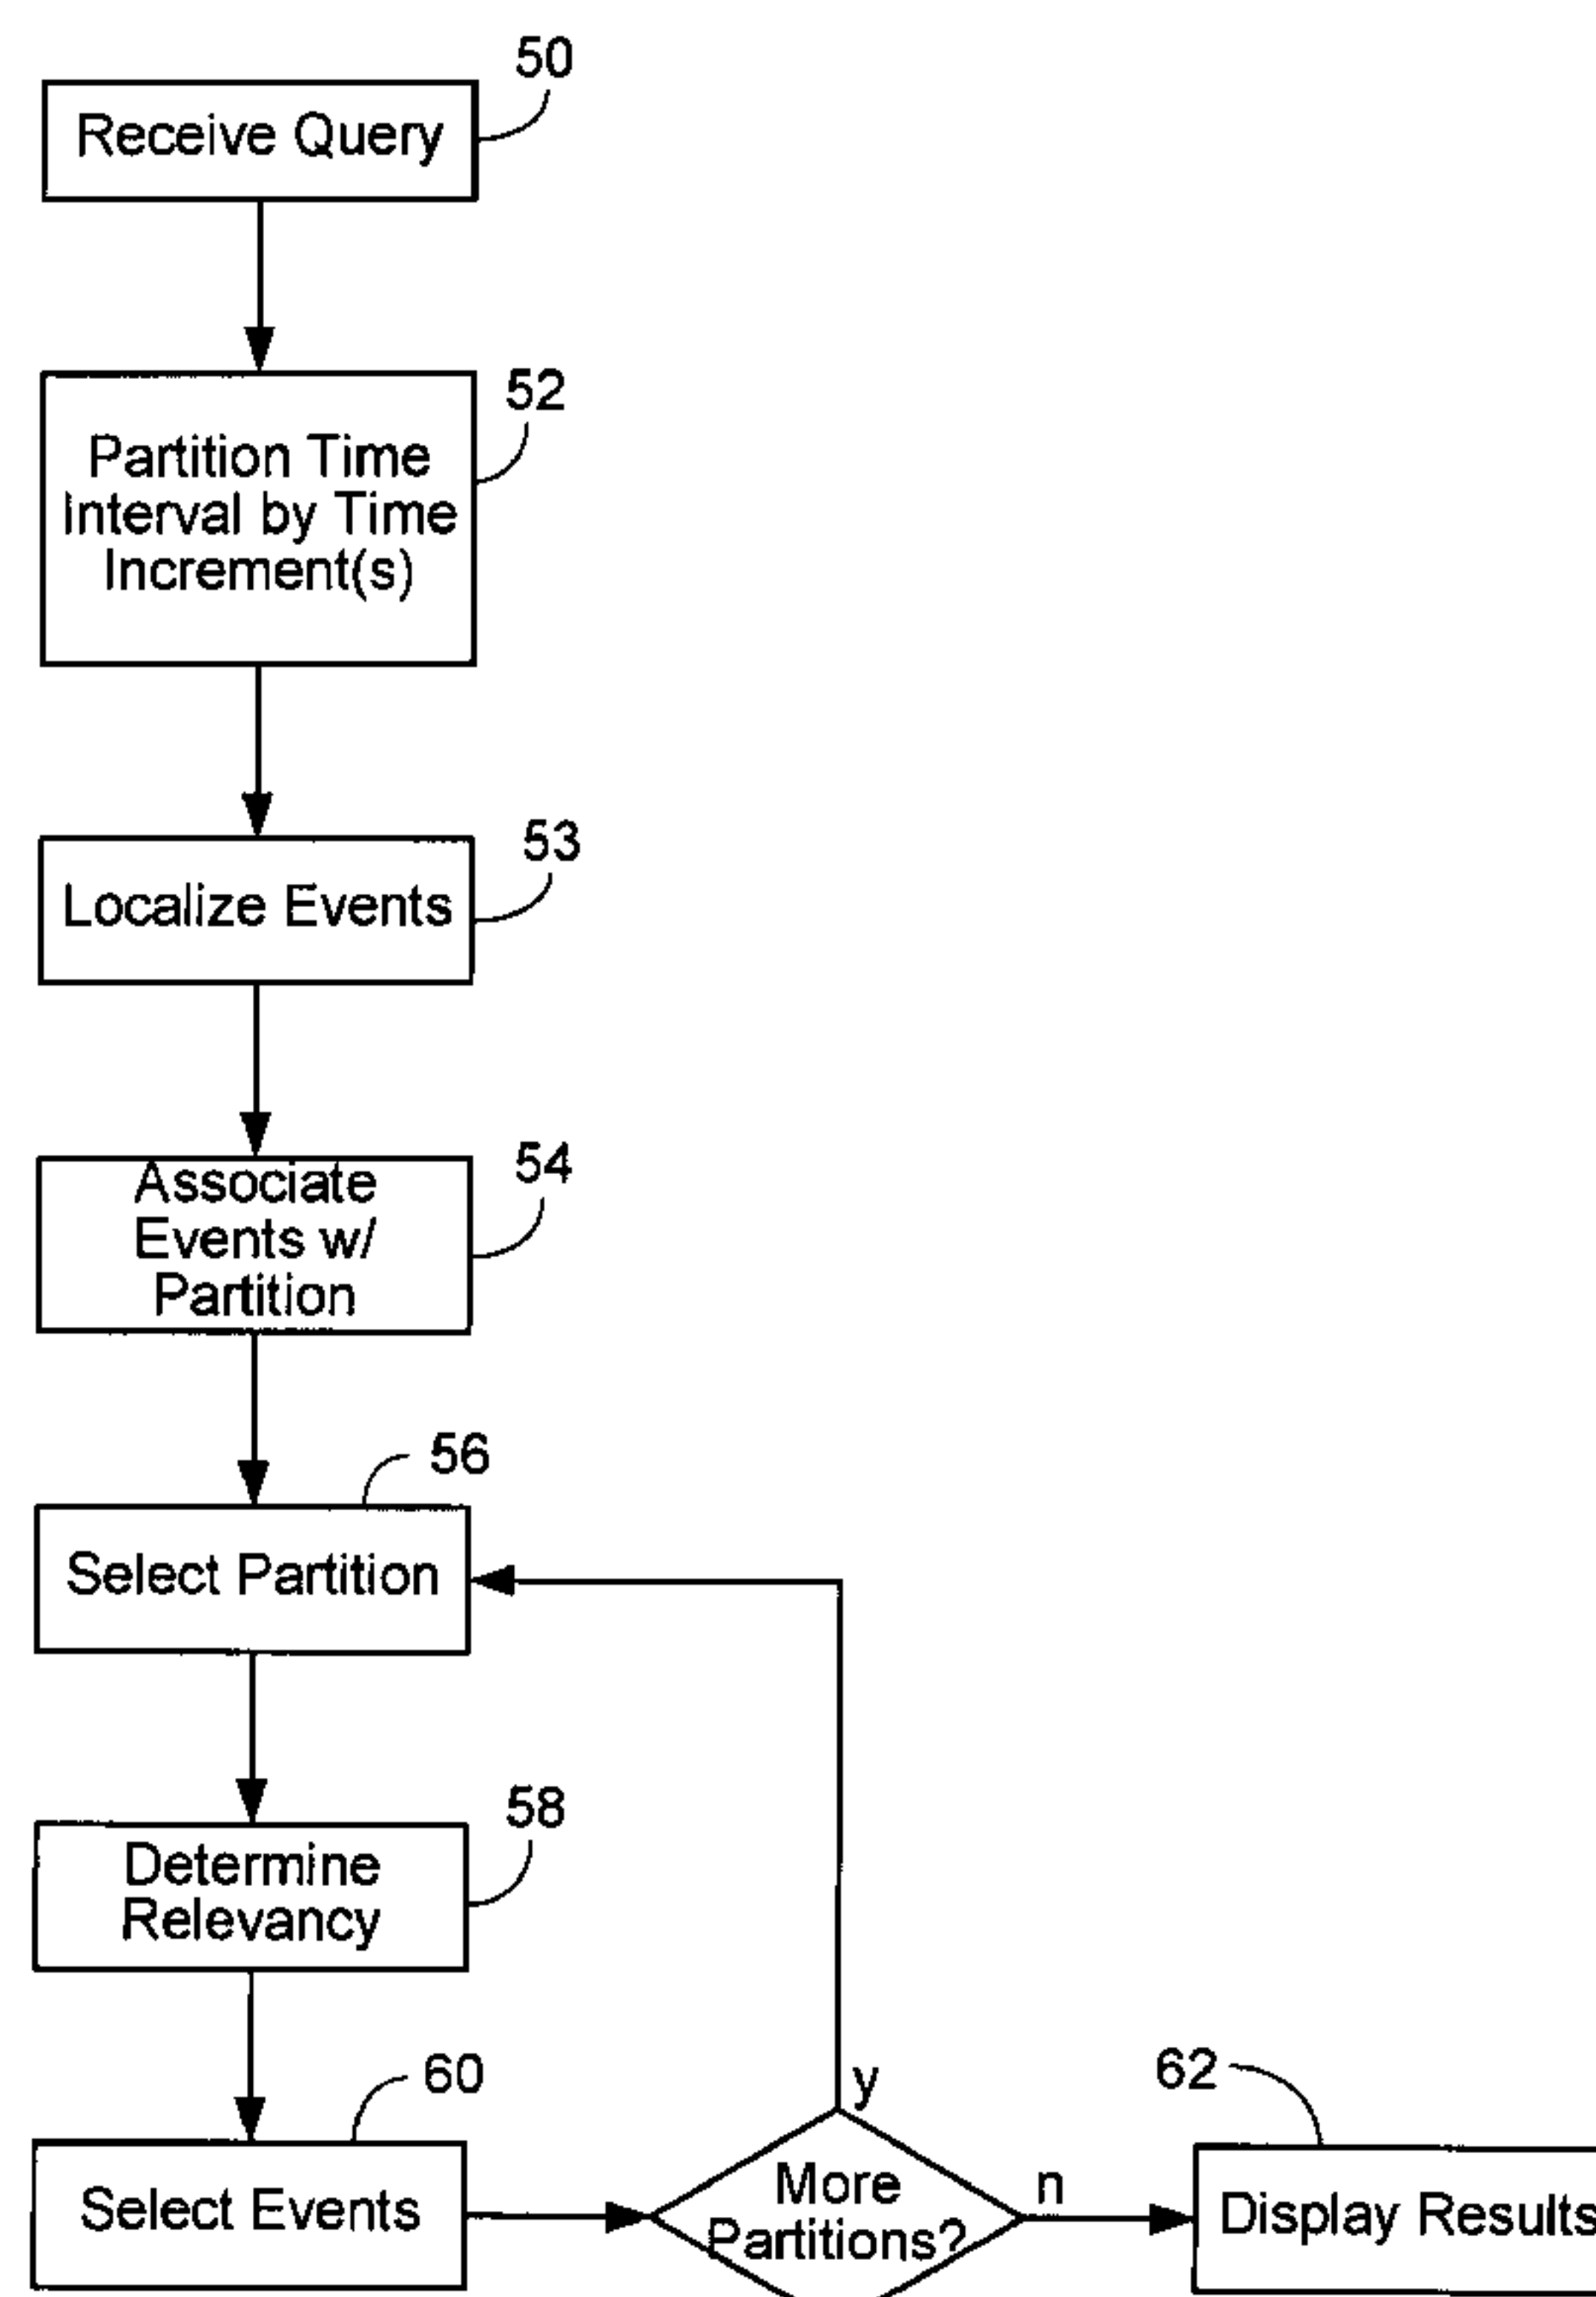 50
Receive Query
52
Partition Time
Interval by Time
Increment(s)
53
Localize Events
54
Associate
Events w/
Partition
56
Select Partition
58
Determine
Relevancy
60
Select Events
y
More
Partitions?
n
62
Display Results